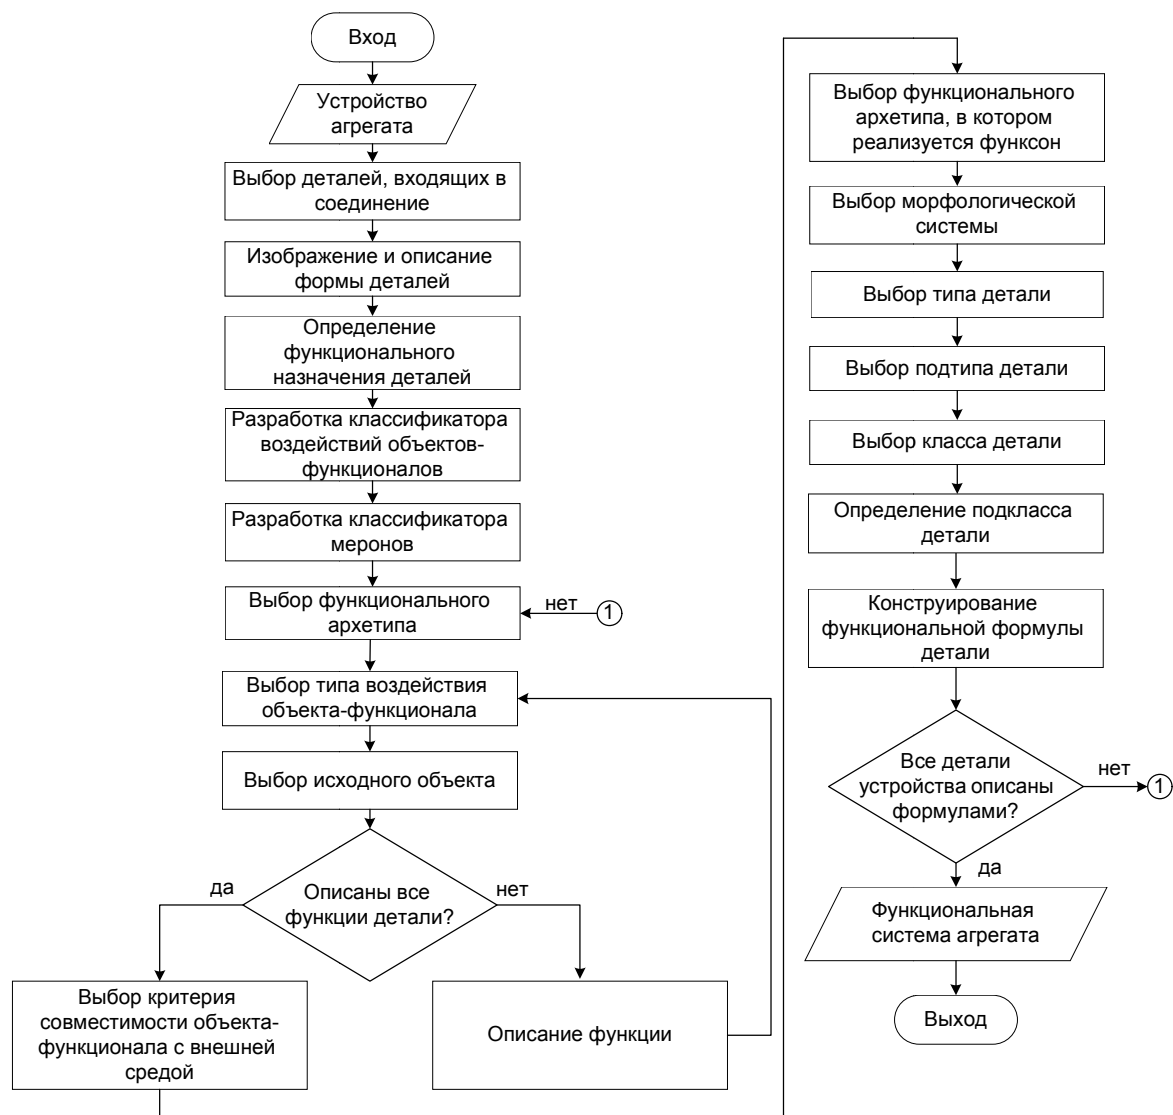 Вход
Устройство
агрегата
Выбор деталей, входящих в
соединение
Изображение и описание
формы деталей
Определение
функционального
назначения деталей
Разработка классификатора
воздействий объектов-
функционалов
Разработка классификатора
меронов
Выбор функционального
архетипа
нет
1
Выбор типа воздействия
объекта-функционала
Выбор исходного объекта
Описаны все
функции детали?
да
нет
Выбор критерия
совместимости объекта-
функционала с внешней
средой
Описание функции
Выбор функционального
архетипа, в котором
реализуется функсон
Выбор морфологической
системы
Выбор типа детали
Выбор подтипа детали
Выбор класса детали
Определение подкласса
детали
Конструирование
функциональной формулы
детали
Все детали
устройства описаны
формулами?
нет
1
да
Функциональная
система агрегата
Выход